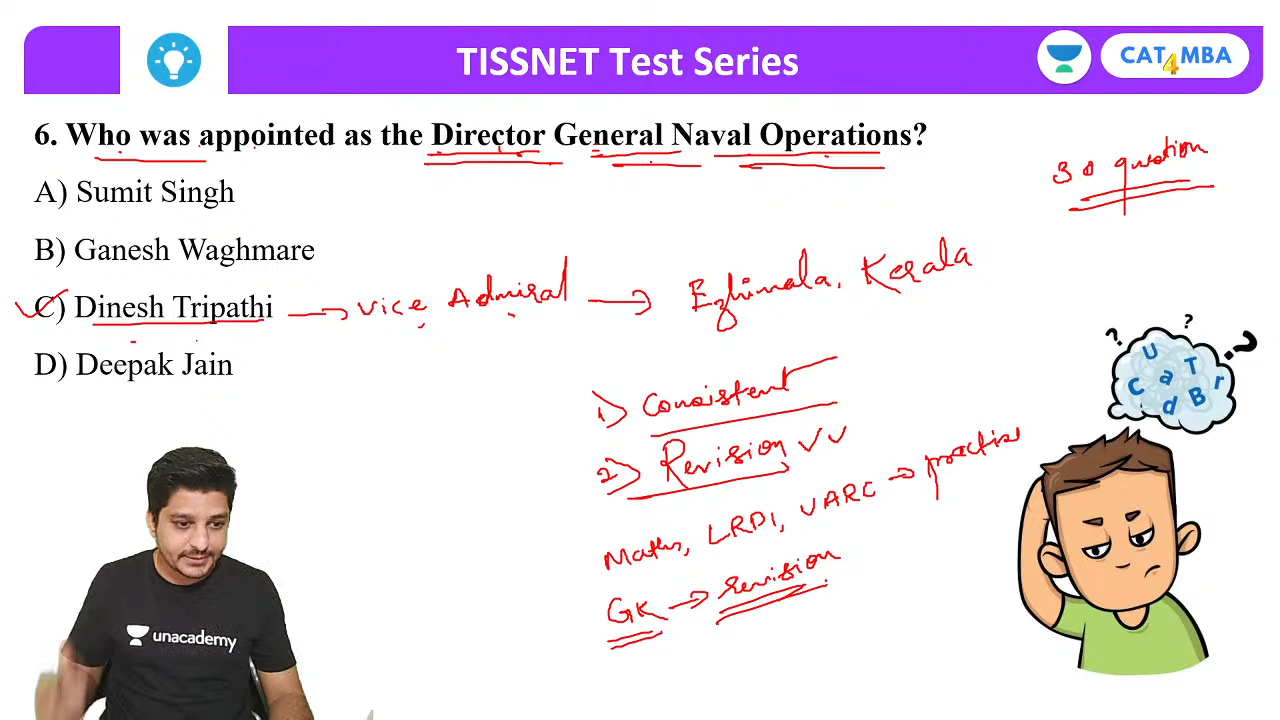 TISSNET Test Series
CAT4MBA
6. Who was appointed as the Director General Naval Operations?
30 question
A) Sumit Singh
B) Ganesh Waghmare
C) Dinesh Tripathi → Vice Admiral → Ezhimala, Kerala
D) Deepak Jain
1) Consistent
2) Revision
Maths, LRDI, VARC → practise
GK → revision
unacademy
? ? ?
U T
C a r
d B